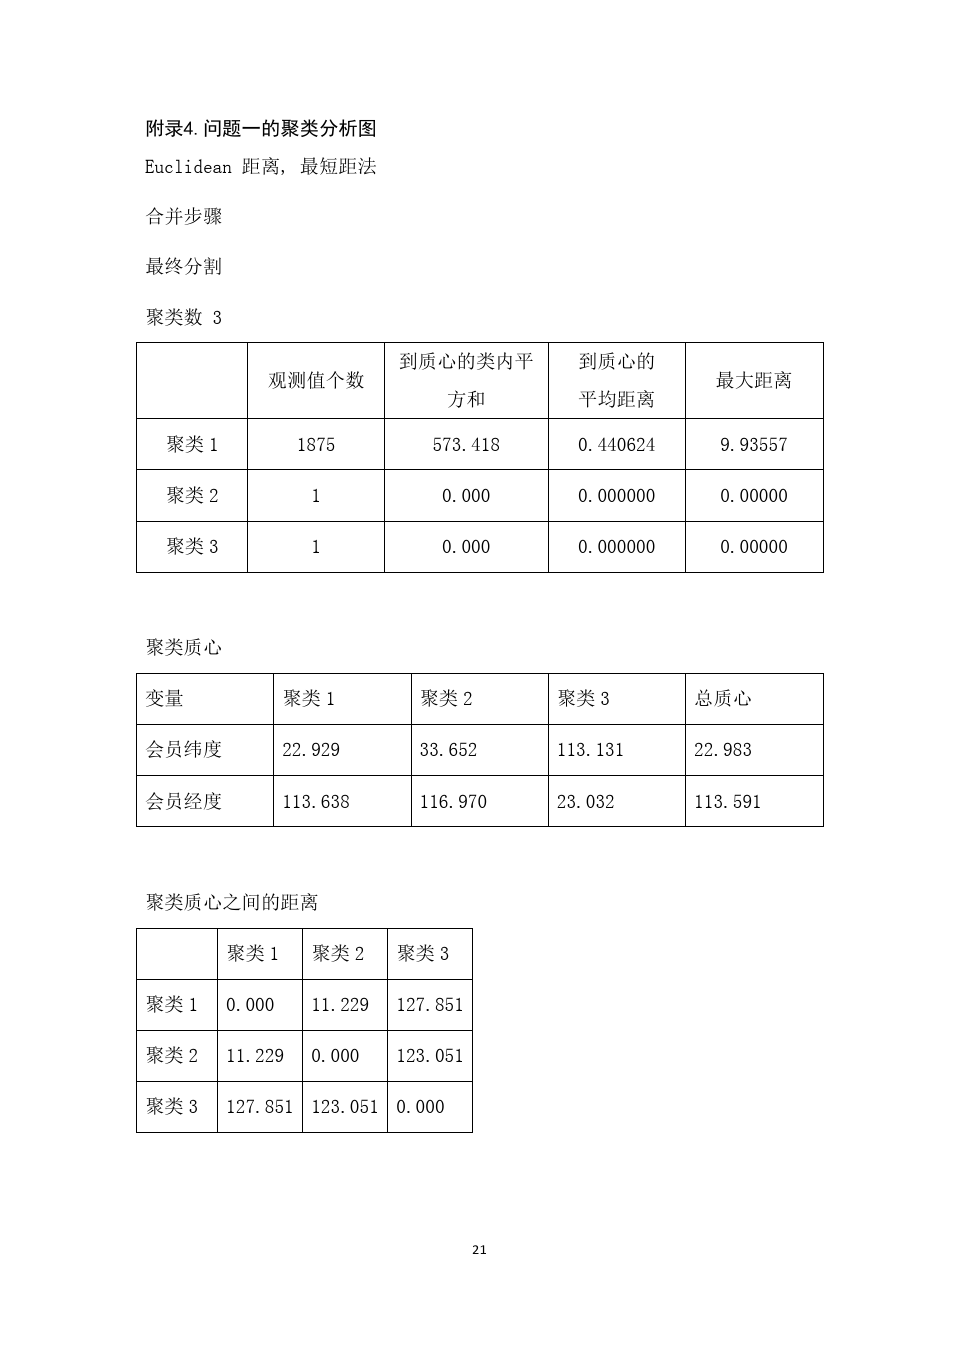 附录4.问题一的聚类分析图
Euclidean 距离, 最短距法
合并步骤
最终分割
聚类数 3
观测值个数 到质心的类内平方和 到质心的平均距离 最大距离
聚类 1 1875 573.418 0.440624 9.93557
聚类 2 1 0.000 0.000000 0.00000
聚类 3 1 0.000 0.000000 0.00000
聚类质心
变量 聚类 1 聚类 2 聚类 3 总质心
会员纬度 22.929 33.652 113.131 22.983
会员经度 113.638 116.970 23.032 113.591
聚类质心之间的距离
聚类 1 聚类 2 聚类 3
聚类 1 0.000 11.229 127.851
聚类 2 11.229 0.000 123.051
聚类 3 127.851 123.051 0.000
21